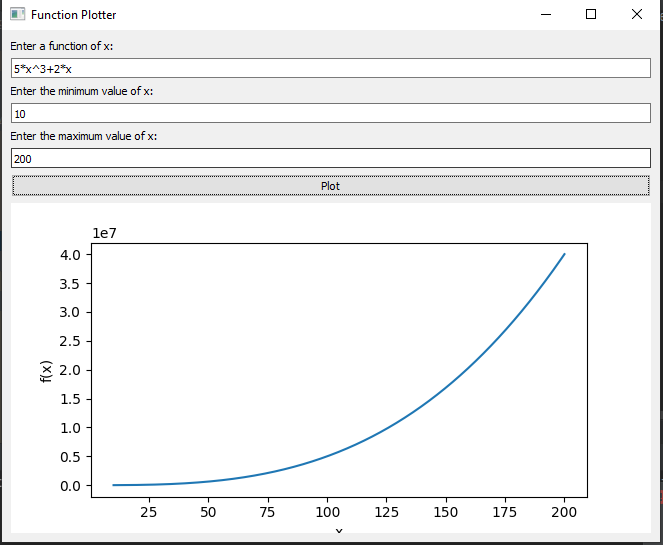 Function Plotter
Enter a function of x:
5*x^3+2*x
Enter the minimum value of x:
10
Enter the maximum value of x:
200
Plot
1e7
4.0
3.5
3.0
2.5
2.0
1.5
1.0
0.5
0.0
f(x)
25 50 75 100 125 150 175 200
x